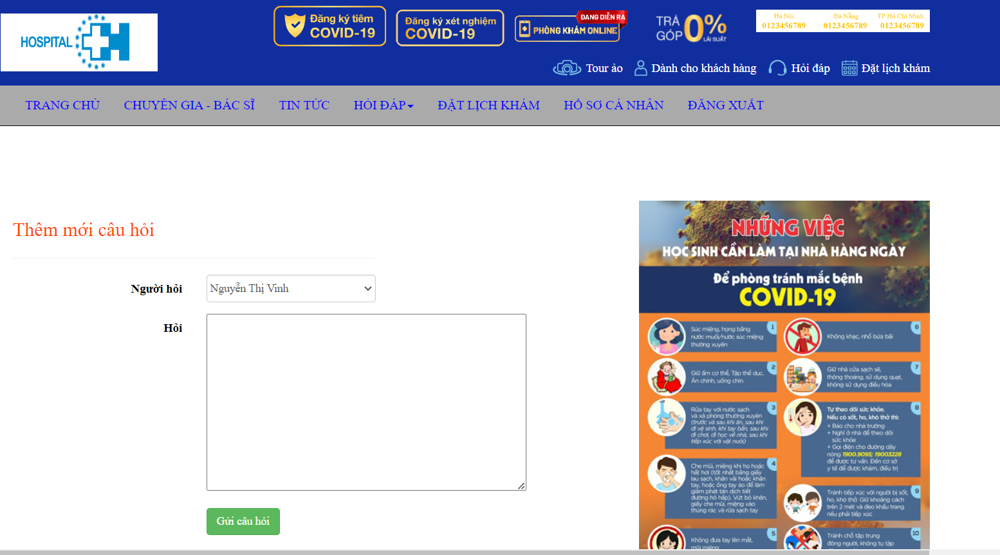 HOSPITAL
Đăng ký tiêm
COVID-19
Đăng ký xét nghiệm
COVID-19
ĐANG DIỄN RA
PHÒNG KHÁM ONLINE
TRẢ GÓP 0% LÃI SUẤT
Hà Nội Đà Nẵng TP Hồ Chí Minh
0123456789 0123456789 0123456789
Tour ảo Dành cho khách hàng Hỏi đáp Đặt lịch khám
TRANG CHỦ CHUYÊN GIA - BÁC SĨ TIN TỨC HỎI ĐÁP ĐẶT LỊCH KHÁM HỒ SƠ CÁ NHÂN ĐĂNG XUẤT
Thêm mới câu hỏi
Người hỏi Nguyễn Thị Vinh
Hỏi
Gửi câu hỏi
NHỮNG VIỆC
HỌC SINH CẦN LÀM TẠI NHÀ HÀNG NGÀY
Để phòng tránh mắc bệnh
COVID-19
1
Súc miệng, họng bằng
nước muối/nước súc miệng
thường xuyên
2
Giữ ấm cơ thể, Tập thể dục.
Ăn chín, uống chín
3
Rửa tay với nước sạch
và xà phòng thường xuyên
(trước và sau khi ăn, sau khi
đi vệ sinh, khi tay bẩn, sau khi
đi chơi, đi học về nhà, sau khi
tiếp xúc với vật nuôi)
4
Che mũi, miệng khi ho hoặc
hắt hơi (tốt nhất bằng giấy
lau sạch, khăn vải hoặc khăn
tay, hoặc ống tay áo để làm
giảm phát tán dịch tiết
đường hô hấp). Vứt bỏ khăn,
giấy che mũi, miệng vào
thùng rác và rửa sạch tay
5
Không đưa tay lên mắt,
mũi miệng
6
Không khạc, nhổ bừa bãi
7
Giữ nhà cửa sạch sẽ,
thông thoáng, sử dụng quạt,
không sử dụng điều hòa
8
Tự theo dõi sức khỏe.
Nếu có sốt, ho, khó thở thì:
+ Báo cho nhà trường
+ Nghỉ ở nhà để theo dõi
sức khỏe
+ Gọi điện cho đường dây
nóng 1900.9095; 19003228
để được tư vấn. Đến cơ sở
y tế để được khám, điều trị
9
Tránh tiếp xúc với người bị sốt,
ho, khó thở. Giữ khoảng cách
trên 2 mét và đeo khẩu trang
nếu phải tiếp xúc
10
Tránh chỗ tập trung
đông người, không tụ tập